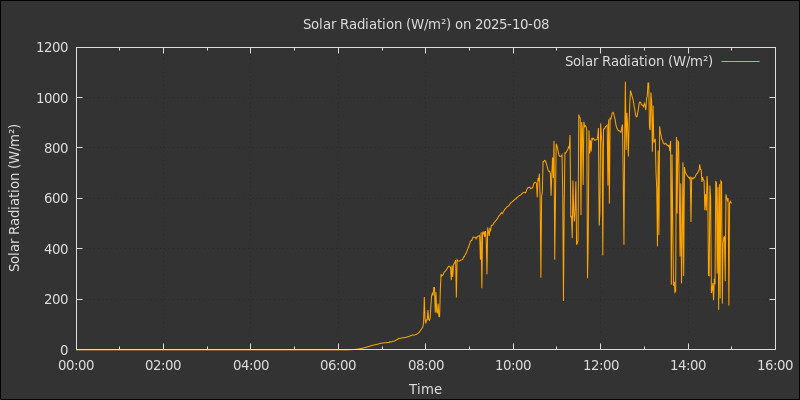 Solar Radiation (W/m²) on 2025-10-08
Solar Radiation (W/m²)
Solar Radiation (W/m²)
1200
1000
800
600
400
200
0
00:00 02:00 04:00 06:00 08:00 10:00 12:00 14:00 16:00
Time